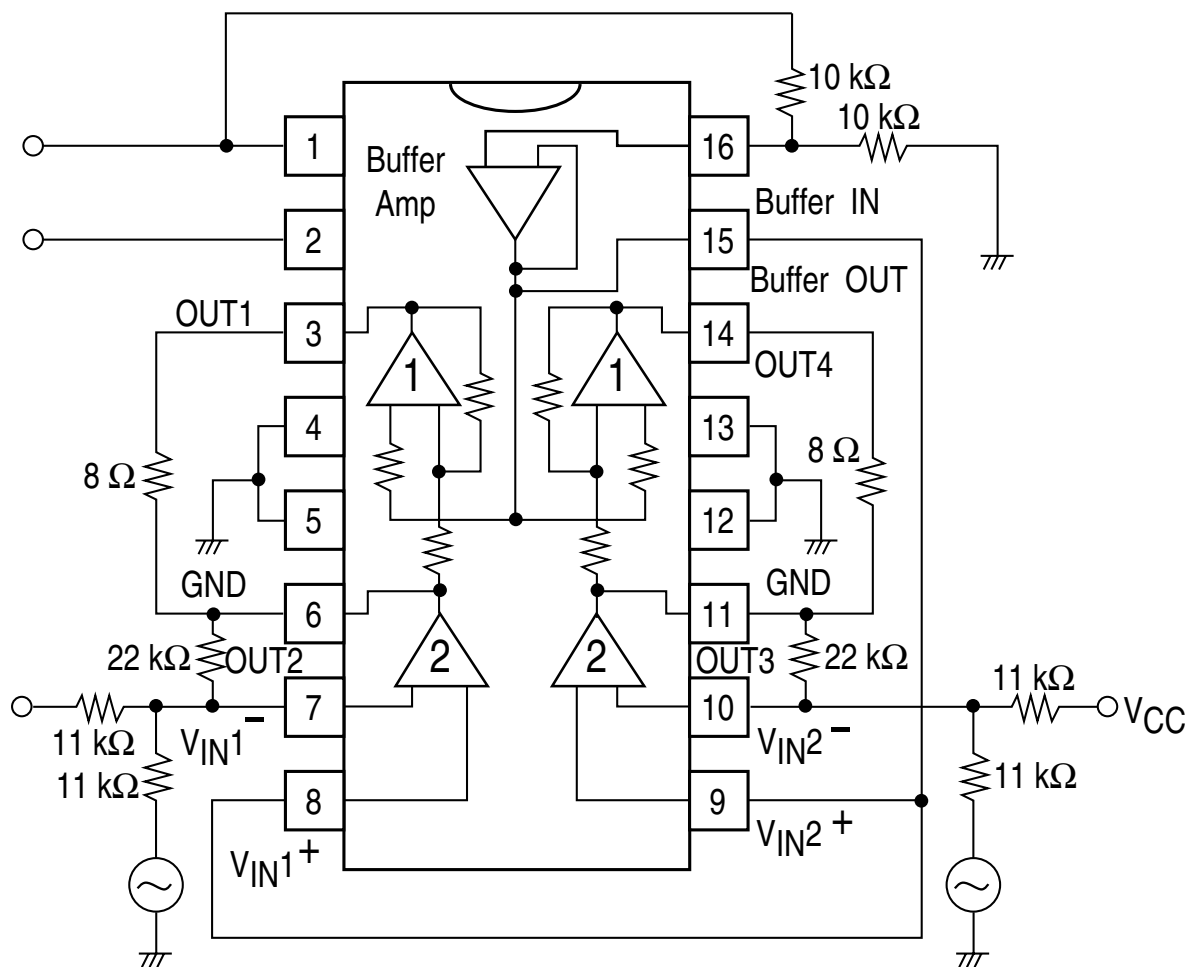 10 kΩ
10 kΩ
1
Buffer
Amp
16
Buffer IN
2
15
Buffer OUT
OUT1
3
1
1
14
OUT4
4
13
8 Ω
8 Ω
5
12
GND
GND
6
11
22 kΩ
OUT2
2
2
OUT3
22 kΩ
11 kΩ
7
10
VCC
11 kΩ
VIN1 −
VIN2 −
11 kΩ
11 kΩ
8
9
VIN1 +
VIN2 +